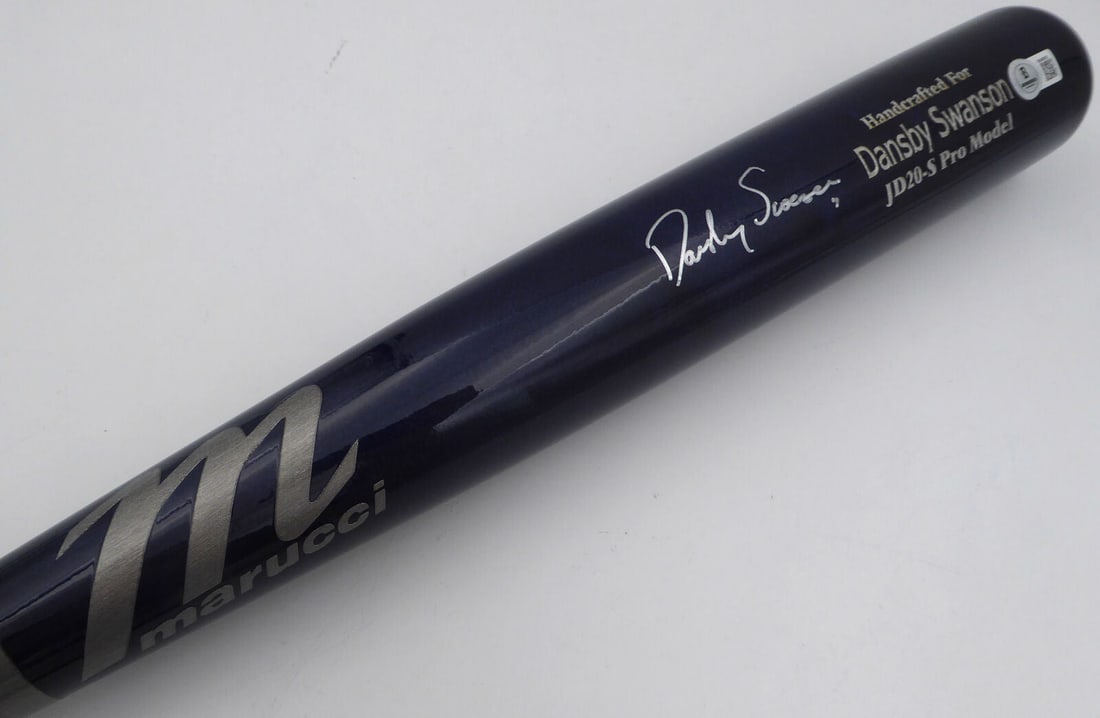 Handcrafted For
Dansby Swanson
JD20-S Pro Model
Dansby Swanson
m
marucci